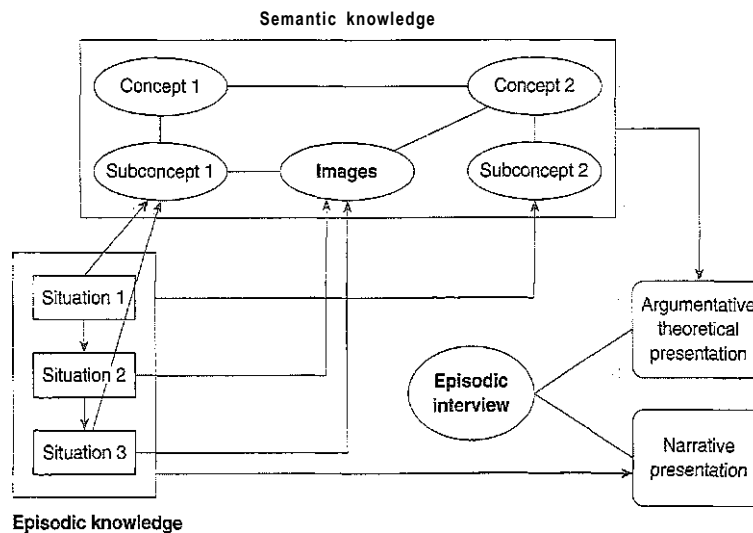 Semantic knowledge
Concept 1
Concept 2
Subconcept 1
Images
Subconcept 2
Situation 1
Situation 2
Situation 3
Episodic knowledge
Episodic
interview
Argumentative
theoretical
presentation
Narrative
presentation